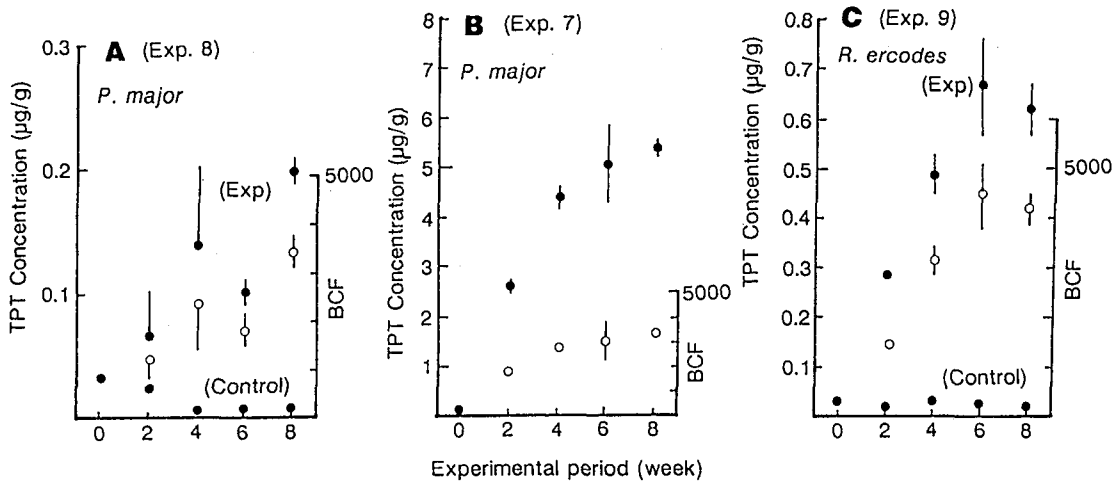 A (Exp. 8)
P. major
TPT Concentration (µg/g)
0.3
0.2
0.1
(Exp)
(Control)
5000
BCF
0 2 4 6 8
B (Exp. 7)
P. major
TPT Concentration (µg/g)
8
7
6
5
4
3
2
1
5000
BCF
0 2 4 6 8
C (Exp. 9)
R. ercodes
TPT Concentration (µg/g)
0.8
0.7
0.6
0.5
0.4
0.3
0.2
0.1
(Exp)
(Control)
5000
BCF
0 2 4 6 8
Experimental period (week)